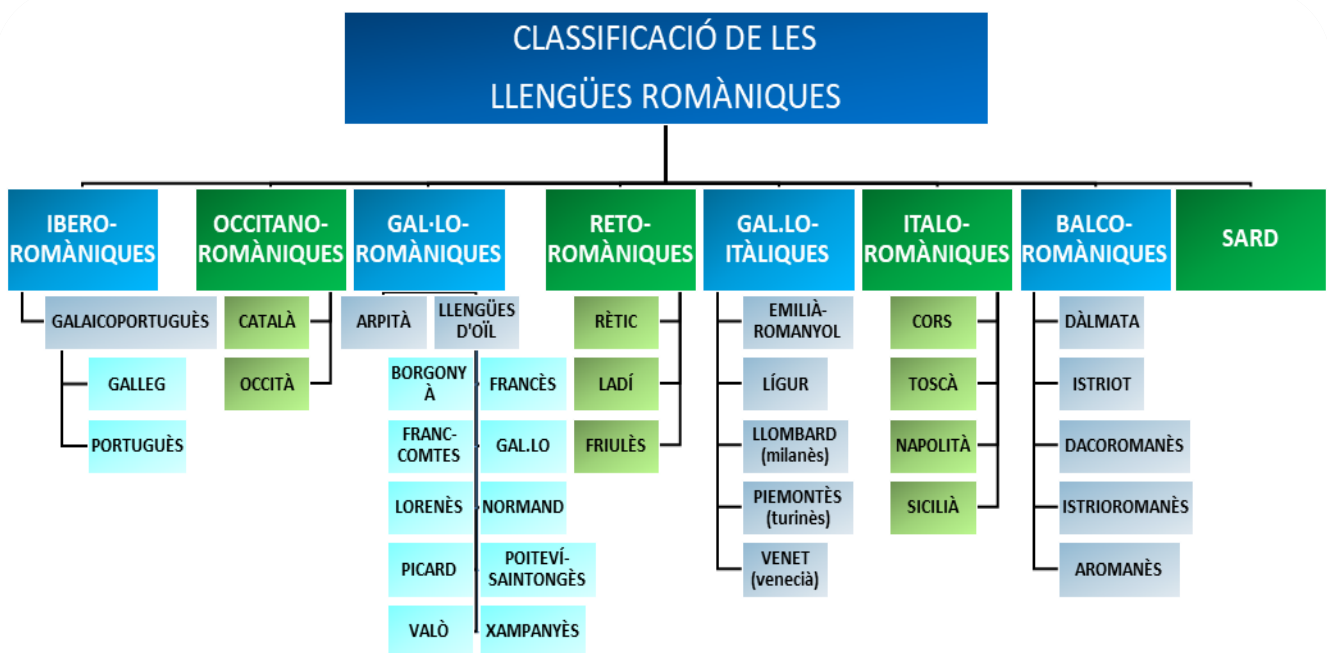 CLASSIFICACIÓ DE LES
LLENGÜES ROMÀNIQUES
IBERO-
ROMÀNIQUES
OCCITANO-
ROMÀNIQUES
GAL·LO-
ROMÀNIQUES
RETO-
ROMÀNIQUES
GAL.LO-
ITÀLIQUES
ITALO-
ROMÀNIQUES
BALCO-
ROMÀNIQUES
SARD
GALAICOPORTUGUÈS
GALLEG
PORTUGUÈS
CATALÀ
OCCITÀ
ARPITÀ
LLENGÜES
D'OÏL
BORGONY
À
FRANCÈS
FRANC-
COMTES
GAL.LO
LORENÈS
NORMAND
PICARD
POITEVÍ-
SAINTONGÈS
VALÒ
XAMPANYÈS
RÈTIC
LADÍ
FRIULÈS
EMILIÀ-
ROMANYOL
LÍGUR
LLOMBARD
(milanès)
PIEMONTÈS
(turinès)
VENET
(venecià)
CORS
TOSCÀ
NAPOLITÀ
SICILIÀ
DÀLMATA
ISTRIOT
DACOROMANÈS
ISTRIOROMANÈS
AROMANÈS